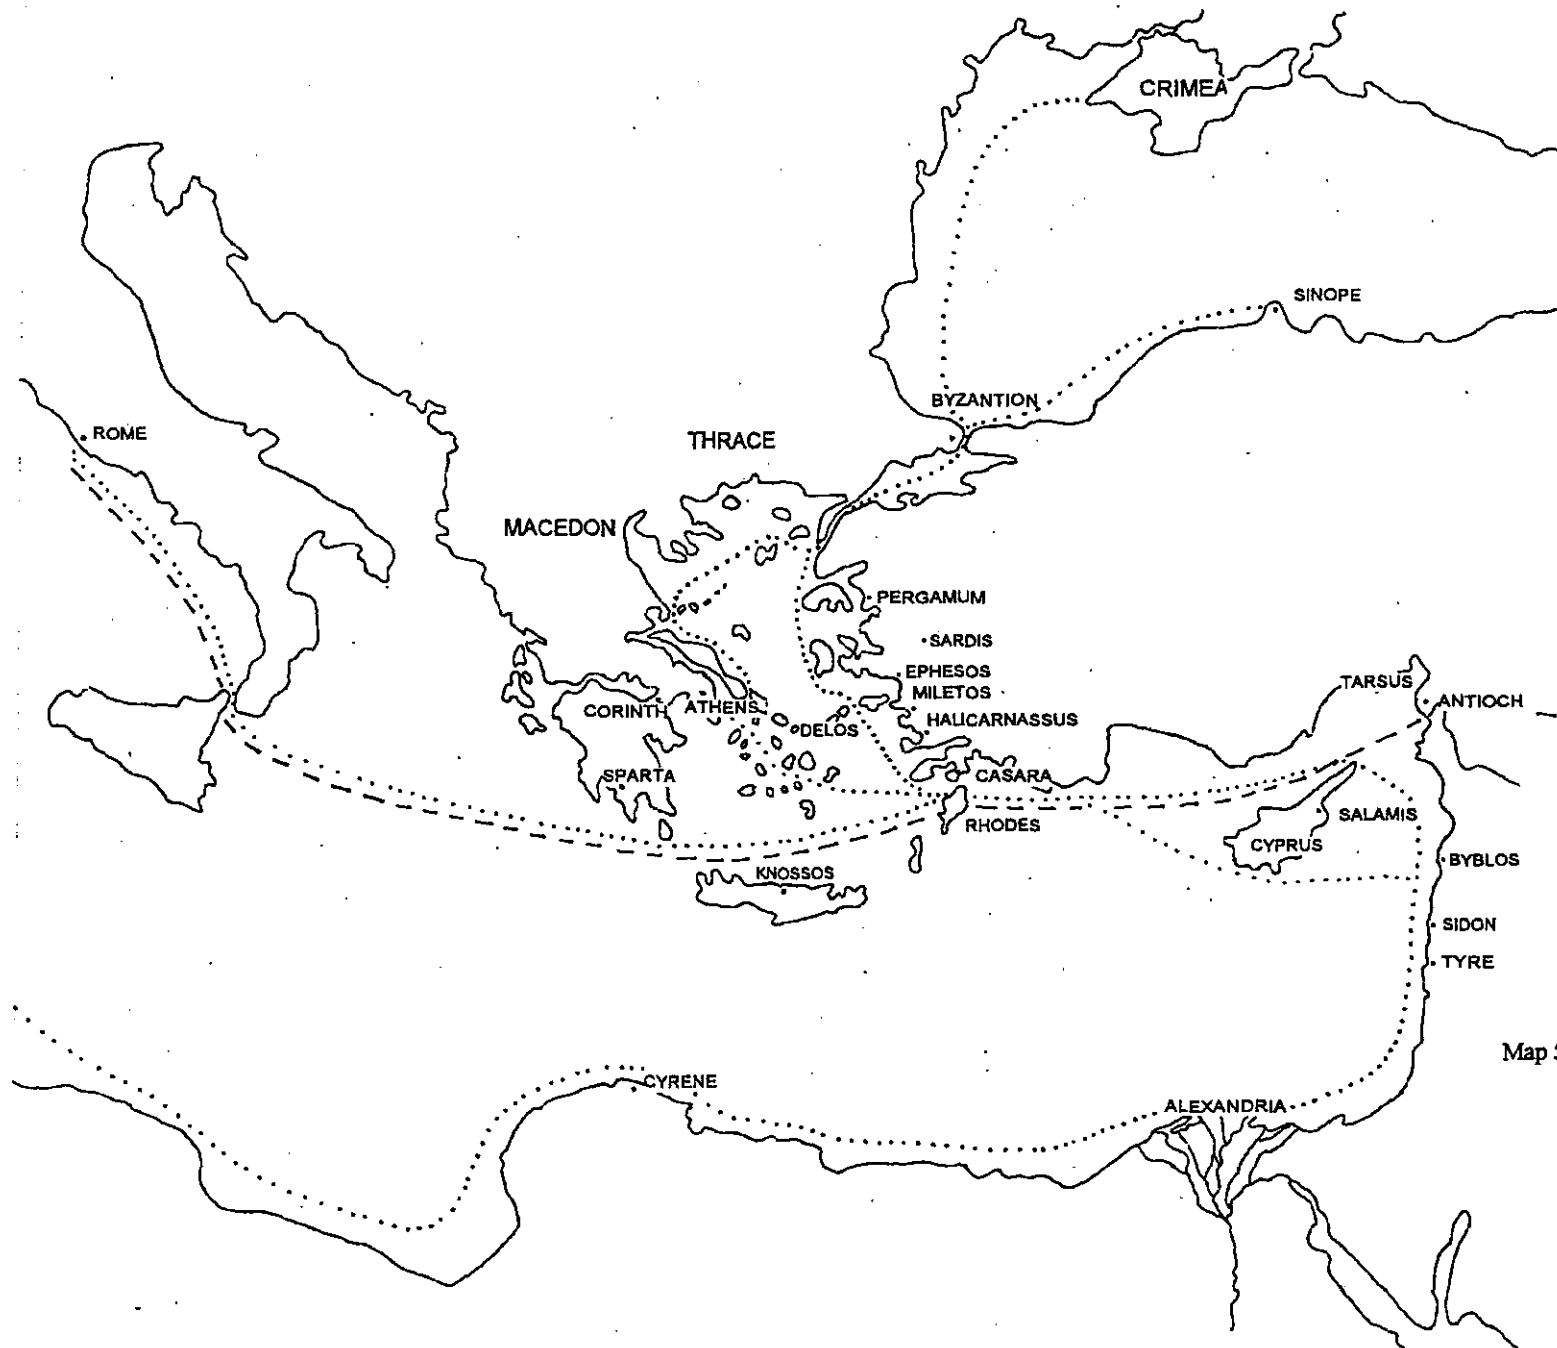 CRIMEA
SINOPE
BYZANTION
ROME
THRACE
MACEDON
PERGAMUM
SARDIS
EPHESOS
MILETOS
TARSUS
ANTIOCH
CORINTH
ATHENS
DELOS
HALICARNASSUS
SPARTA
CASARA
RHODES
SALAMIS
CYPRUS
BYBLOS
KNOSSOS
SIDON
TYRE
Map
CYRENE
ALEXANDRIA